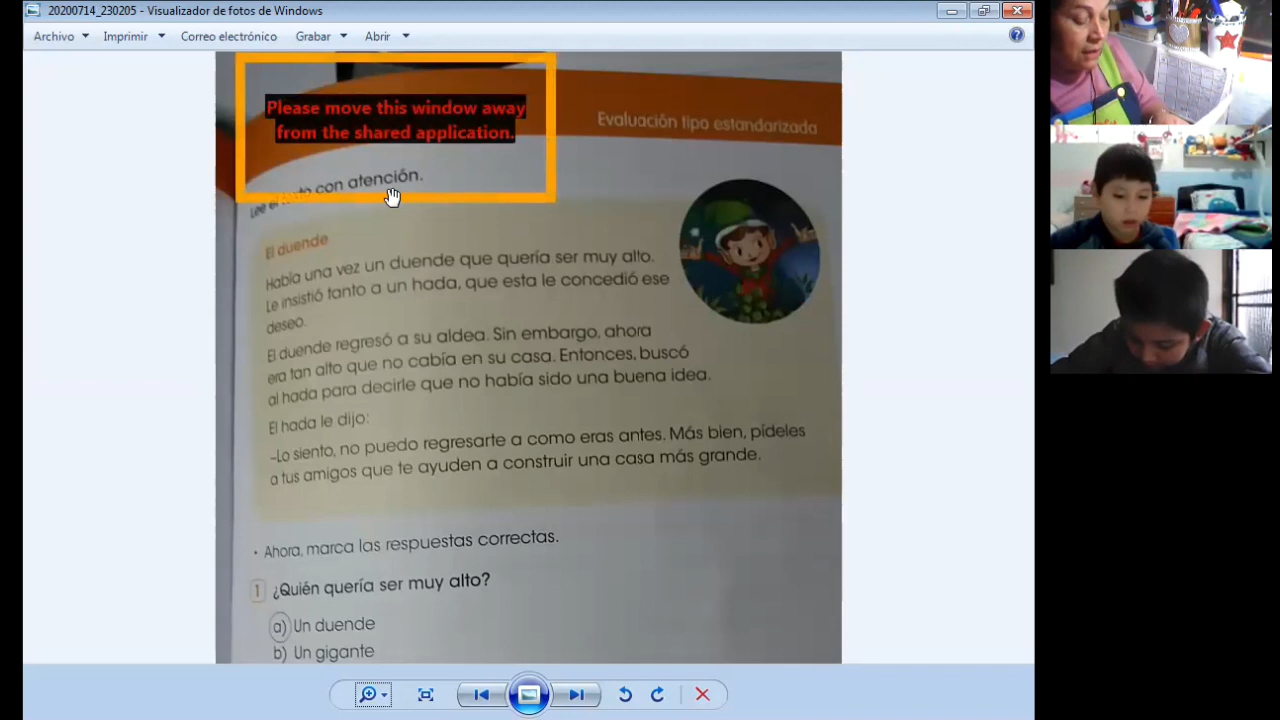 20200714_230205 - Visualizador de fotos de Windows
Archivo Imprimir Correo electrónico Grabar Abrir
Please move this window away
from the shared application.
Evaluación tipo estandarizada
Lee el texto con atención.
El duende
Había una vez un duende que quería ser muy alto.
Le insistió tanto a un hada, que esta le concedió ese
deseo.
El duende regresó a su aldea. Sin embargo, ahora
era tan alto que no cabía en su casa. Entonces, buscó
al hada para decirle que no había sido una buena idea.
El hada le dijo:
–Lo siento, no puedo regresarte a como eras antes. Más bien, pídeles
a tus amigos que te ayuden a construir una casa más grande.
• Ahora, marca las respuestas correctas.
1 ¿Quién quería ser muy alto?
a) Un duende
b) Un gigante